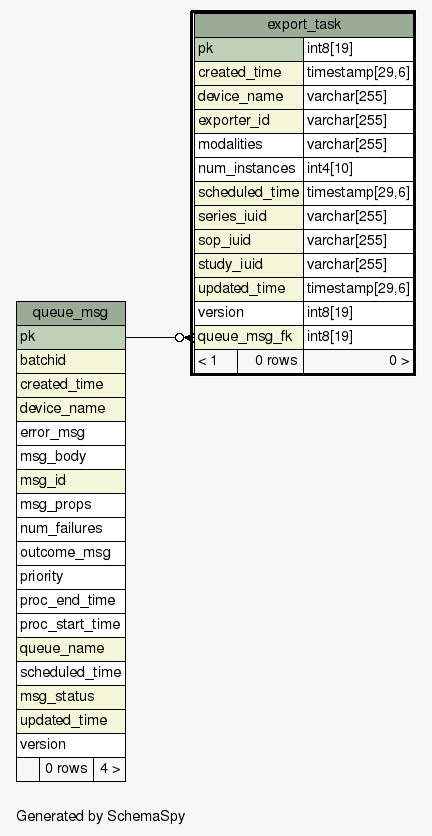 export_task
pk int8[19]
created_time timestamp[29,6]
device_name varchar[255]
exporter_id varchar[255]
modalities varchar[255]
num_instances int4[10]
scheduled_time timestamp[29,6]
series_iuid varchar[255]
sop_iuid varchar[255]
study_iuid varchar[255]
updated_time timestamp[29,6]
version int8[19]
queue_msg_fk int8[19]
< 1 0 rows 0 >
queue_msg
pk
batchid
created_time
device_name
error_msg
msg_body
msg_id
msg_props
num_failures
outcome_msg
priority
proc_end_time
proc_start_time
queue_name
scheduled_time
msg_status
updated_time
version
0 rows 4 >
Generated by SchemaSpy